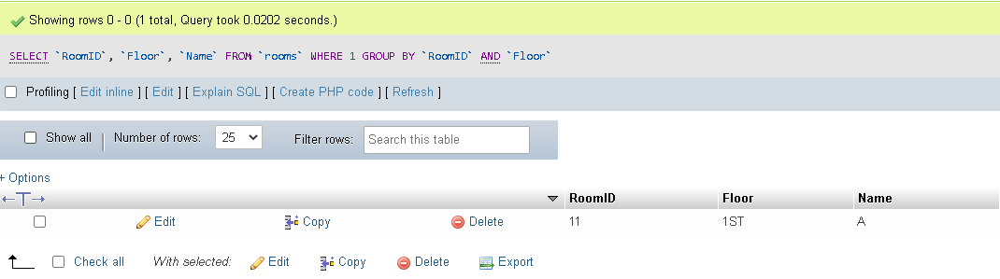 Showing rows 0 - 0 (1 total, Query took 0.0202 seconds.)
SELECT `RoomID`, `Floor`, `Name` FROM `rooms` WHERE 1 GROUP BY `RoomID` AND `Floor`
Profiling [ Edit inline ] [ Edit ] [ Explain SQL ] [ Create PHP code ] [ Refresh ]
Show all | Number of rows: 25 Filter rows: Search this table
+ Options
←T→ RoomID Floor Name
Edit Copy Delete 11 1ST A
Check all With selected: Edit Copy Delete Export